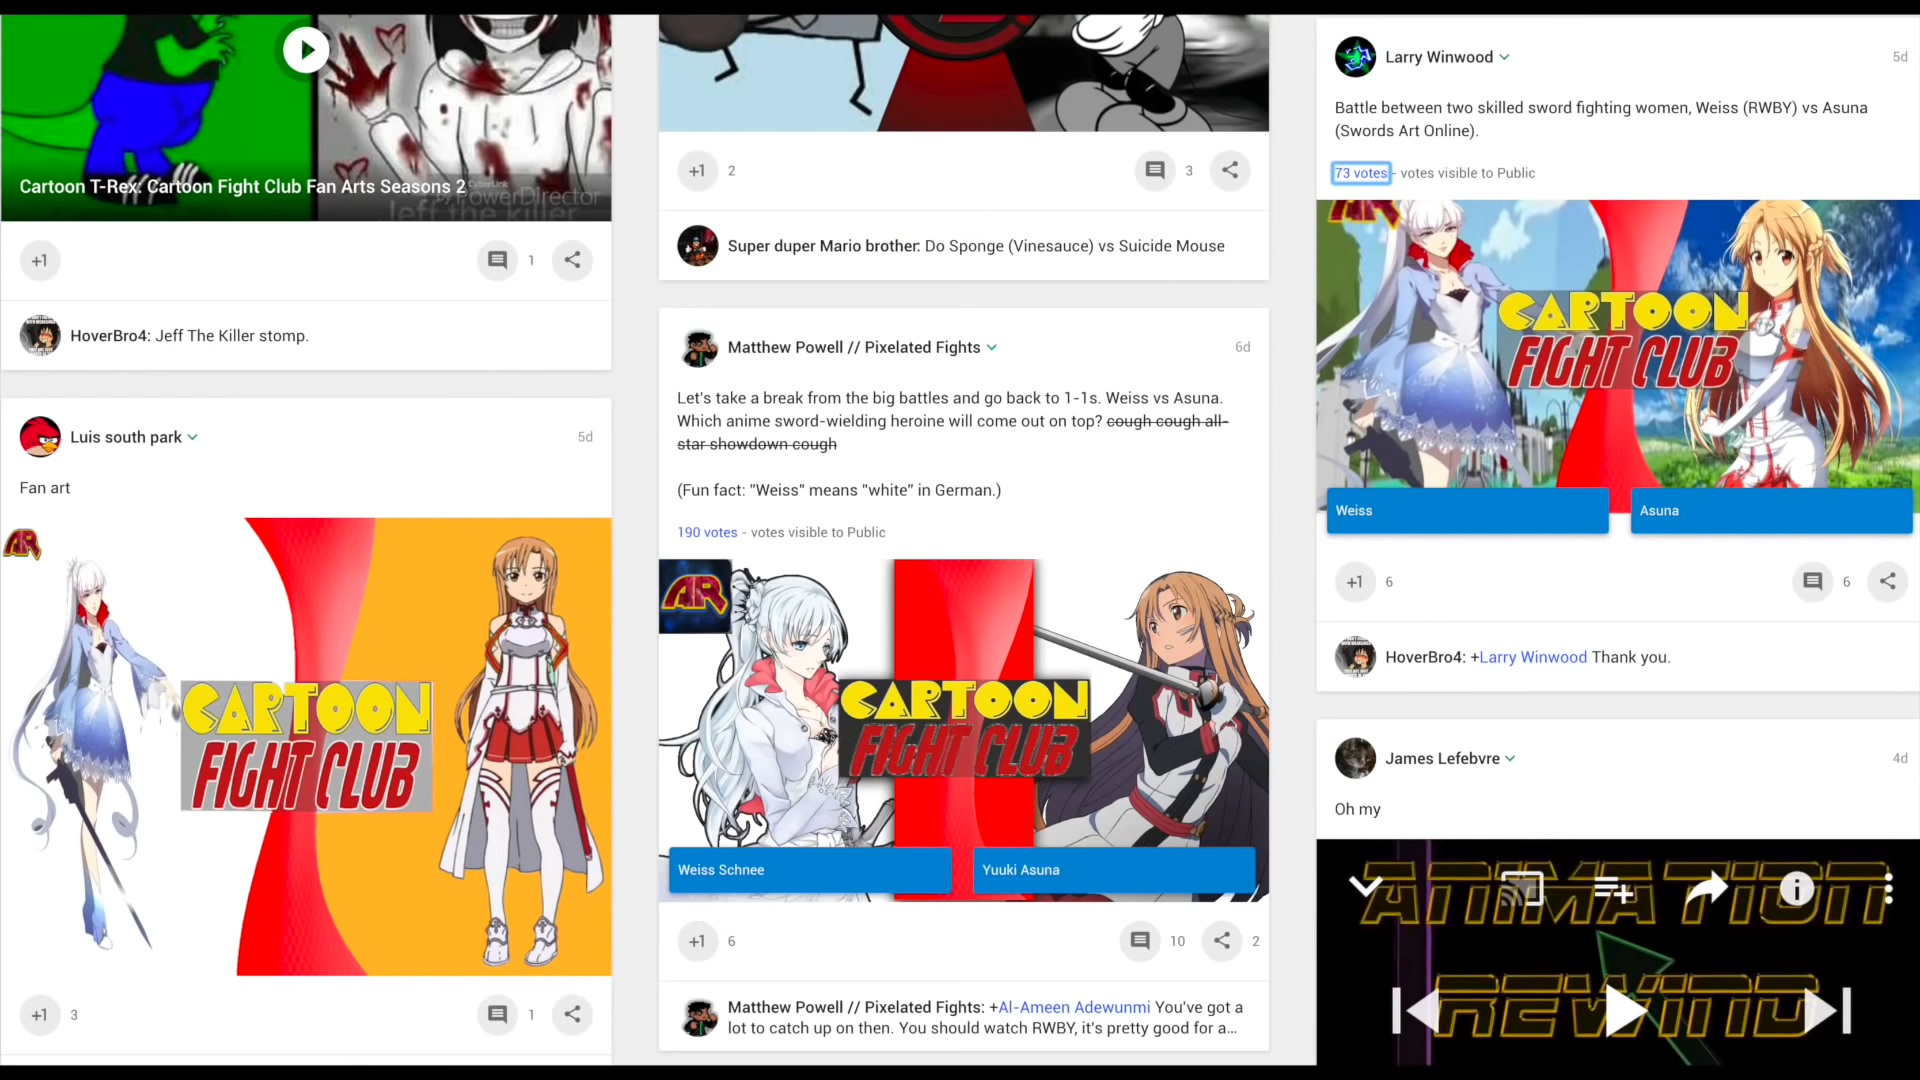 Cartoon T-Rex: Cartoon Fight Club Fan Arts Seasons 2
CyberLink
by PowerDirector
Jeff the killer
+1
1
HoverBro4: Jeff The Killer stomp.
Luis south park
5d
Fan art
AR
CARTOON
FIGHT CLUB
+1
3
1
+1
2
3
Super duper Mario brother: Do Sponge (Vinesauce) vs Suicide Mouse
Matthew Powell // Pixelated Fights
6d
Let's take a break from the big battles and go back to 1-1s. Weiss vs Asuna.
Which anime sword-wielding heroine will come out on top? cough cough all-
star showdown cough
(Fun fact: "Weiss" means "white" in German.)
190 votes - votes visible to Public
AR
CARTOON
FIGHT CLUB
Weiss Schnee
Yuuki Asuna
+1
6
10
2
Matthew Powell // Pixelated Fights: +Al-Ameen Adewunmi You've got a
lot to catch up on then. You should watch RWBY, it's pretty good for a...
Larry Winwood
5d
Battle between two skilled sword fighting women, Weiss (RWBY) vs Asuna
(Swords Art Online).
73 votes - votes visible to Public
AR
CARTOON
FIGHT CLUB
Weiss
Asuna
+1
6
6
HoverBro4: +Larry Winwood Thank you.
James Lefebvre
4d
Oh my
ANIMATION
REWIND